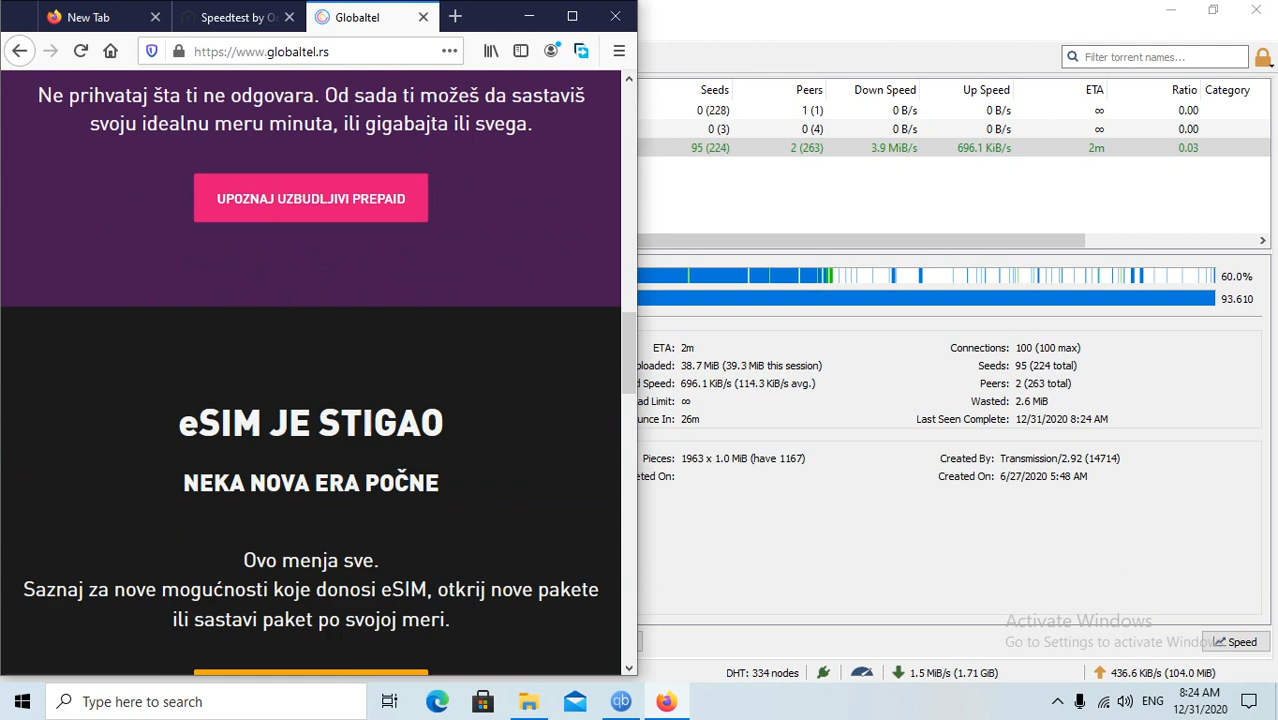 New Tab
Speedtest by Oo
Globaltel
https://www.globaltel.rs
Ne prihvataj šta ti ne odgovara. Od sada ti možeš da sastaviš
svoju idealnu meru minuta, ili gigabajta ili svega.
UPOZNAJ UZBUDLJIVI PREPAID
eSIM JE STIGAO
NEKA NOVA ERA POČNE
Ovo menja sve.
Saznaj za nove mogućnosti koje donosi eSIM, otkrij nove pakete
ili sastavi paket po svojoj meri.
Filter torrent names...
Seeds Peers Down Speed Up Speed ETA Ratio Category
0 (228) 1 (1) 0 B/s 0 B/s ∞ 0.00
0 (3) 0 (4) 0 B/s 0 B/s ∞ 0.00
95 (224) 2 (263) 3.9 MiB/s 696.1 KiB/s 2m 0.03
60.0%
93.610
ETA: 2m Connections: 100 (100 max)
loaded: 38.7 MiB (39.3 MiB this session) Seeds: 95 (224 total)
d Speed: 696.1 KiB/s (114.3 KiB/s avg.) Peers: 2 (263 total)
ad Limit: ∞ Wasted: 2.6 MiB
unce In: 26m Last Seen Complete: 12/31/2020 8:24 AM
Pieces: 1963 x 1.0 MiB (have 1167) Created By: Transmission/2.92 (14714)
eted On: Created On: 6/27/2020 5:48 AM
Activate Windows
Go to Settings to activate Windows.
Speed
DHT: 334 nodes 1.5 MiB/s (1.71 GiB) 436.6 KiB/s (104.0 MiB)
Type here to search
qb
ENG
8:24 AM
12/31/2020